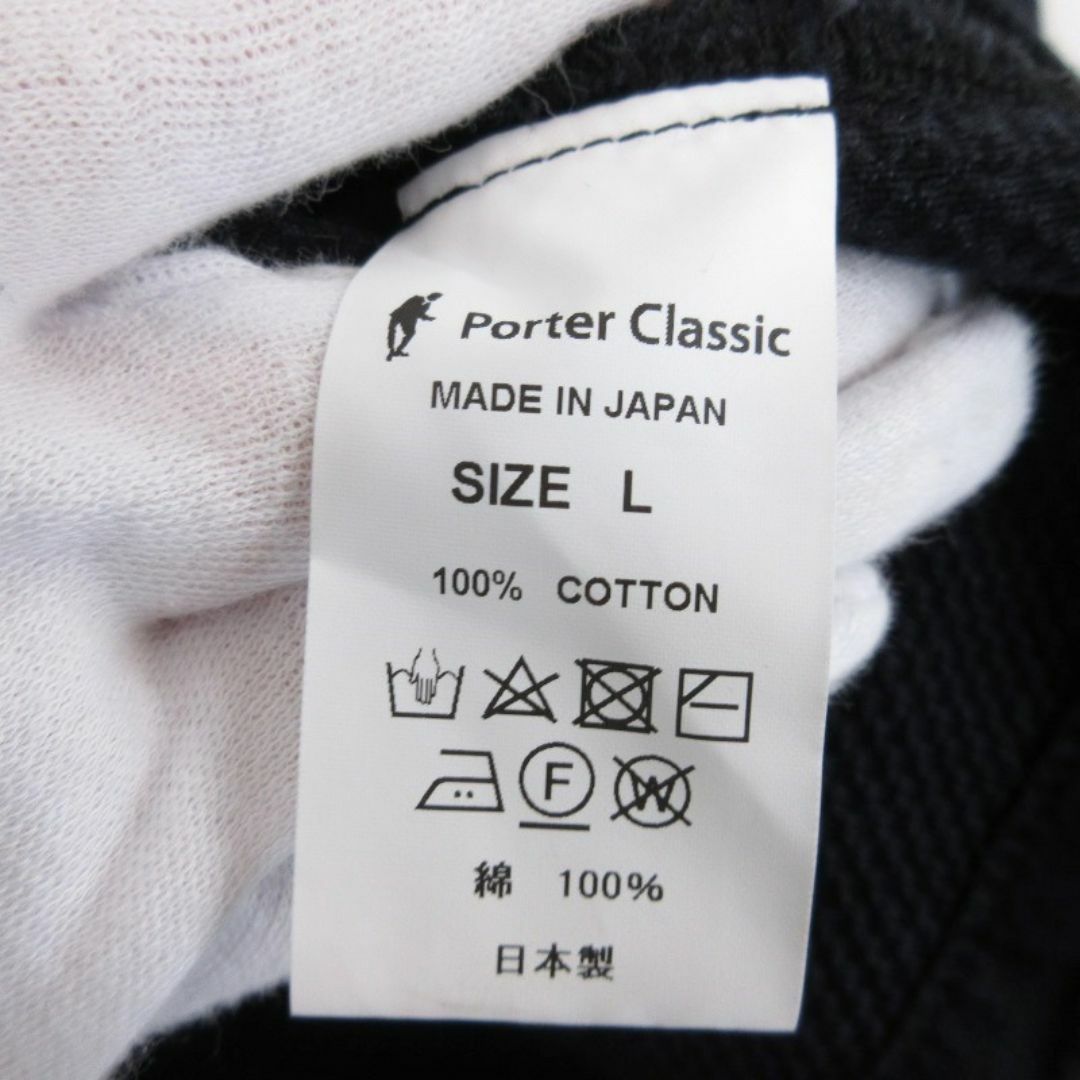 Porter Classic
MADE IN JAPAN
SIZE L
100% COTTON
F W
綿 100%
日本製